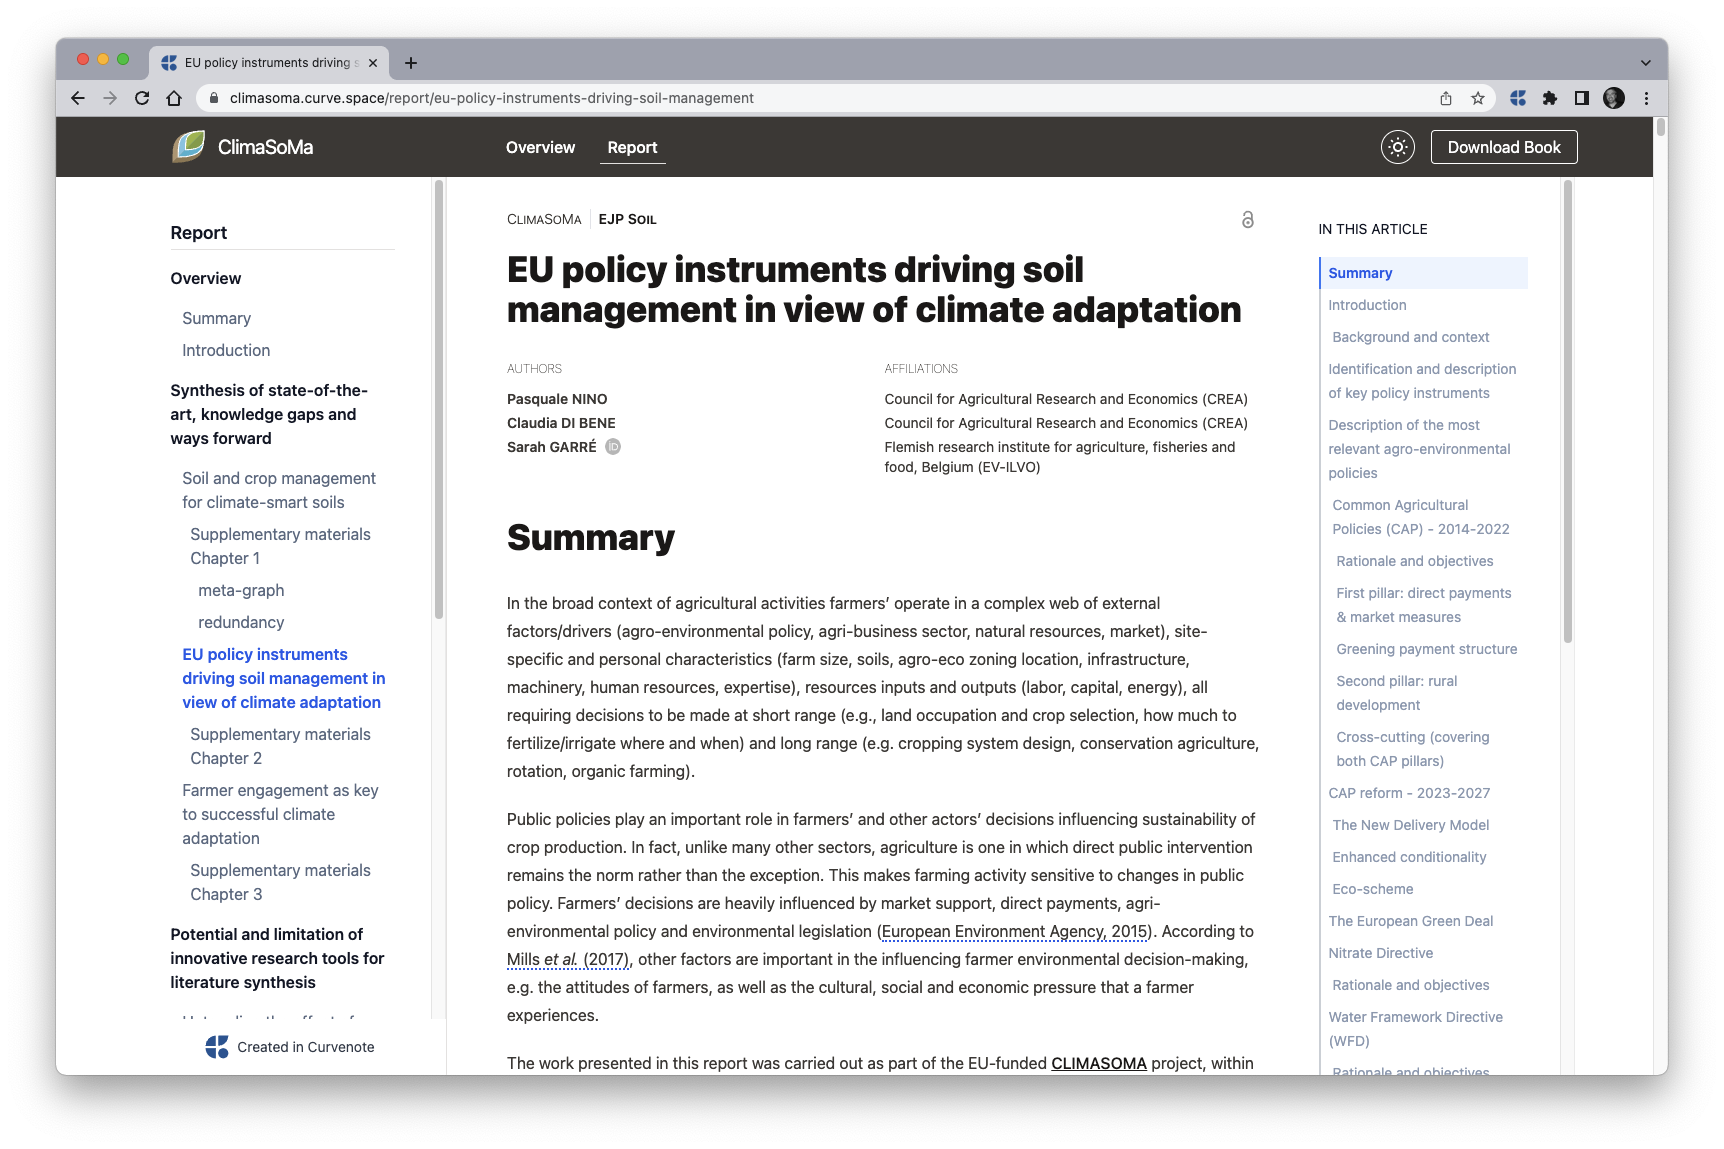 EU policy instruments driving s
climasoma.curve.space/report/eu-policy-instruments-driving-soil-management
ClimaSoMa
Overview
Report
Download Book
Report
Overview
Summary
Introduction
Synthesis of state-of-the-
art, knowledge gaps and
ways forward
Soil and crop management
for climate-smart soils
Supplementary materials
Chapter 1
meta-graph
redundancy
EU policy instruments
driving soil management in
view of climate adaptation
Supplementary materials
Chapter 2
Farmer engagement as key
to successful climate
adaptation
Supplementary materials
Chapter 3
Potential and limitation of
innovative research tools for
literature synthesis
Created in Curvenote
CLIMASOMA
EJP SOIL
EU policy instruments driving soil
management in view of climate adaptation
AUTHORS
AFFILIATIONS
Pasquale NINO
Council for Agricultural Research and Economics (CREA)
Claudia DI BENE
Council for Agricultural Research and Economics (CREA)
Sarah GARRÉ iD
Flemish research institute for agriculture, fisheries and
food, Belgium (EV-ILVO)
Summary
In the broad context of agricultural activities farmers’ operate in a complex web of external
factors/drivers (agro-environmental policy, agri-business sector, natural resources, market), site-
specific and personal characteristics (farm size, soils, agro-eco zoning location, infrastructure,
machinery, human resources, expertise), resources inputs and outputs (labor, capital, energy), all
requiring decisions to be made at short range (e.g., land occupation and crop selection, how much to
fertilize/irrigate where and when) and long range (e.g. cropping system design, conservation agriculture,
rotation, organic farming).
Public policies play an important role in farmers’ and other actors’ decisions influencing sustainability of
crop production. In fact, unlike many other sectors, agriculture is one in which direct public intervention
remains the norm rather than the exception. This makes farming activity sensitive to changes in public
policy. Farmers’ decisions are heavily influenced by market support, direct payments, agri-
environmental policy and environmental legislation (European Environment Agency, 2015). According to
Mills et al. (2017), other factors are important in the influencing farmer environmental decision-making,
e.g. the attitudes of farmers, as well as the cultural, social and economic pressure that a farmer
experiences.
The work presented in this report was carried out as part of the EU-funded CLIMASOMA project, within
IN THIS ARTICLE
Summary
Introduction
Background and context
Identification and description
of key policy instruments
Description of the most
relevant agro-environmental
policies
Common Agricultural
Policies (CAP) - 2014-2022
Rationale and objectives
First pillar: direct payments
& market measures
Greening payment structure
Second pillar: rural
development
Cross-cutting (covering
both CAP pillars)
CAP reform - 2023-2027
The New Delivery Model
Enhanced conditionality
Eco-scheme
The European Green Deal
Nitrate Directive
Rationale and objectives
Water Framework Directive
(WFD)
Rationale and objectives